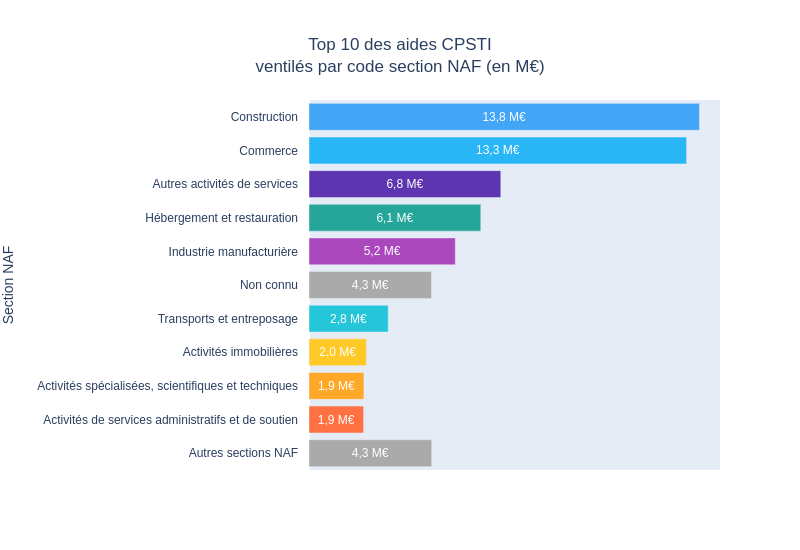 Top 10 des aides CPSTI
ventilés par code section NAF (en M€)
Section NAF
Construction 13,8 M€
Commerce 13,3 M€
Autres activités de services 6,8 M€
Hébergement et restauration 6,1 M€
Industrie manufacturière 5,2 M€
Non connu 4,3 M€
Transports et entreposage 2,8 M€
Activités immobilières 2,0 M€
Activités spécialisées, scientifiques et techniques 1,9 M€
Activités de services administratifs et de soutien 1,9 M€
Autres sections NAF 4,3 M€